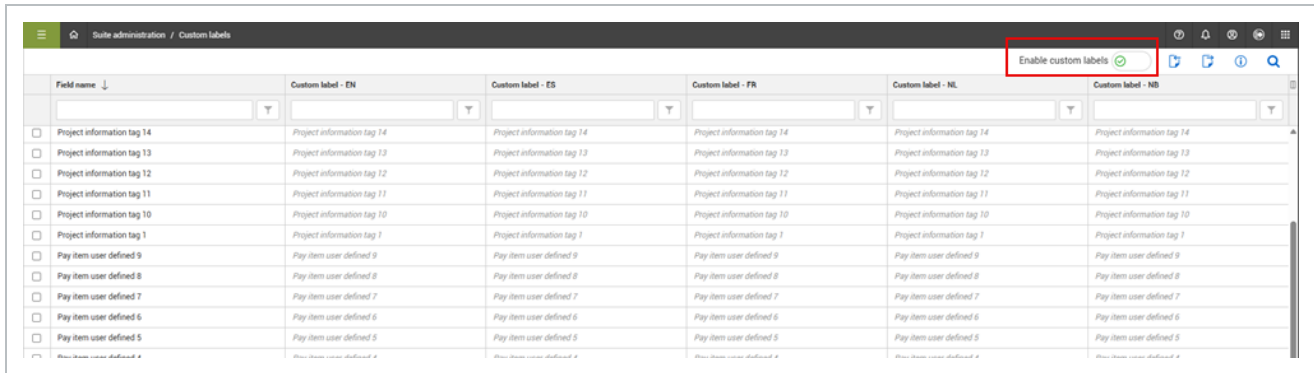 Suite administration / Custom labels
Enable custom labels
Field name ↓ Custom label - EN Custom label - ES Custom label - FR Custom label - NL Custom label - NB
Project information tag 14 Project information tag 14 Project information tag 14 Project information tag 14 Project information tag 14 Project information tag 14
Project information tag 13 Project information tag 13 Project information tag 13 Project information tag 13 Project information tag 13 Project information tag 13
Project information tag 12 Project information tag 12 Project information tag 12 Project information tag 12 Project information tag 12 Project information tag 12
Project information tag 11 Project information tag 11 Project information tag 11 Project information tag 11 Project information tag 11 Project information tag 11
Project information tag 10 Project information tag 10 Project information tag 10 Project information tag 10 Project information tag 10 Project information tag 10
Project information tag 1 Project information tag 1 Project information tag 1 Project information tag 1 Project information tag 1 Project information tag 1
Pay item user defined 9 Pay item user defined 9 Pay item user defined 9 Pay item user defined 9 Pay item user defined 9 Pay item user defined 9
Pay item user defined 8 Pay item user defined 8 Pay item user defined 8 Pay item user defined 8 Pay item user defined 8 Pay item user defined 8
Pay item user defined 7 Pay item user defined 7 Pay item user defined 7 Pay item user defined 7 Pay item user defined 7 Pay item user defined 7
Pay item user defined 6 Pay item user defined 6 Pay item user defined 6 Pay item user defined 6 Pay item user defined 6 Pay item user defined 6
Pay item user defined 5 Pay item user defined 5 Pay item user defined 5 Pay item user defined 5 Pay item user defined 5 Pay item user defined 5